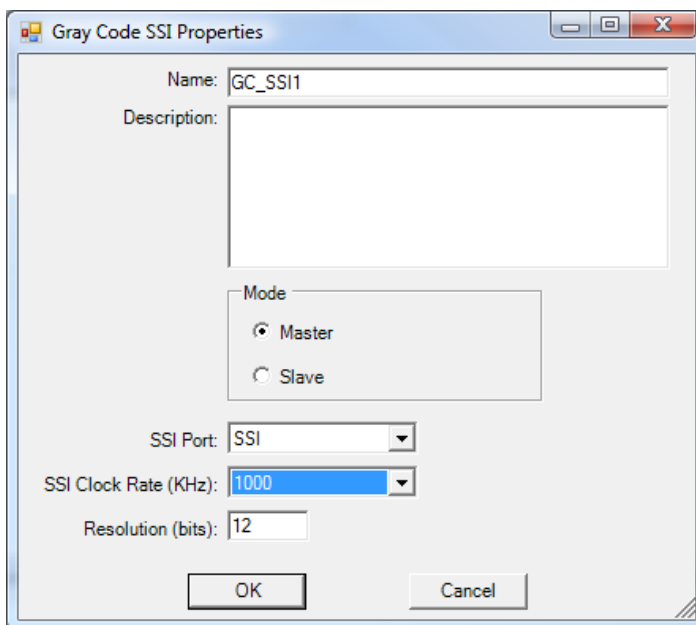 Gray Code SSI Properties
Name: GC_SSI1
Description:
Mode
Master
Slave
SSI Port: SSI
SSI Clock Rate (KHz): 1000
Resolution (bits): 12
OK Cancel